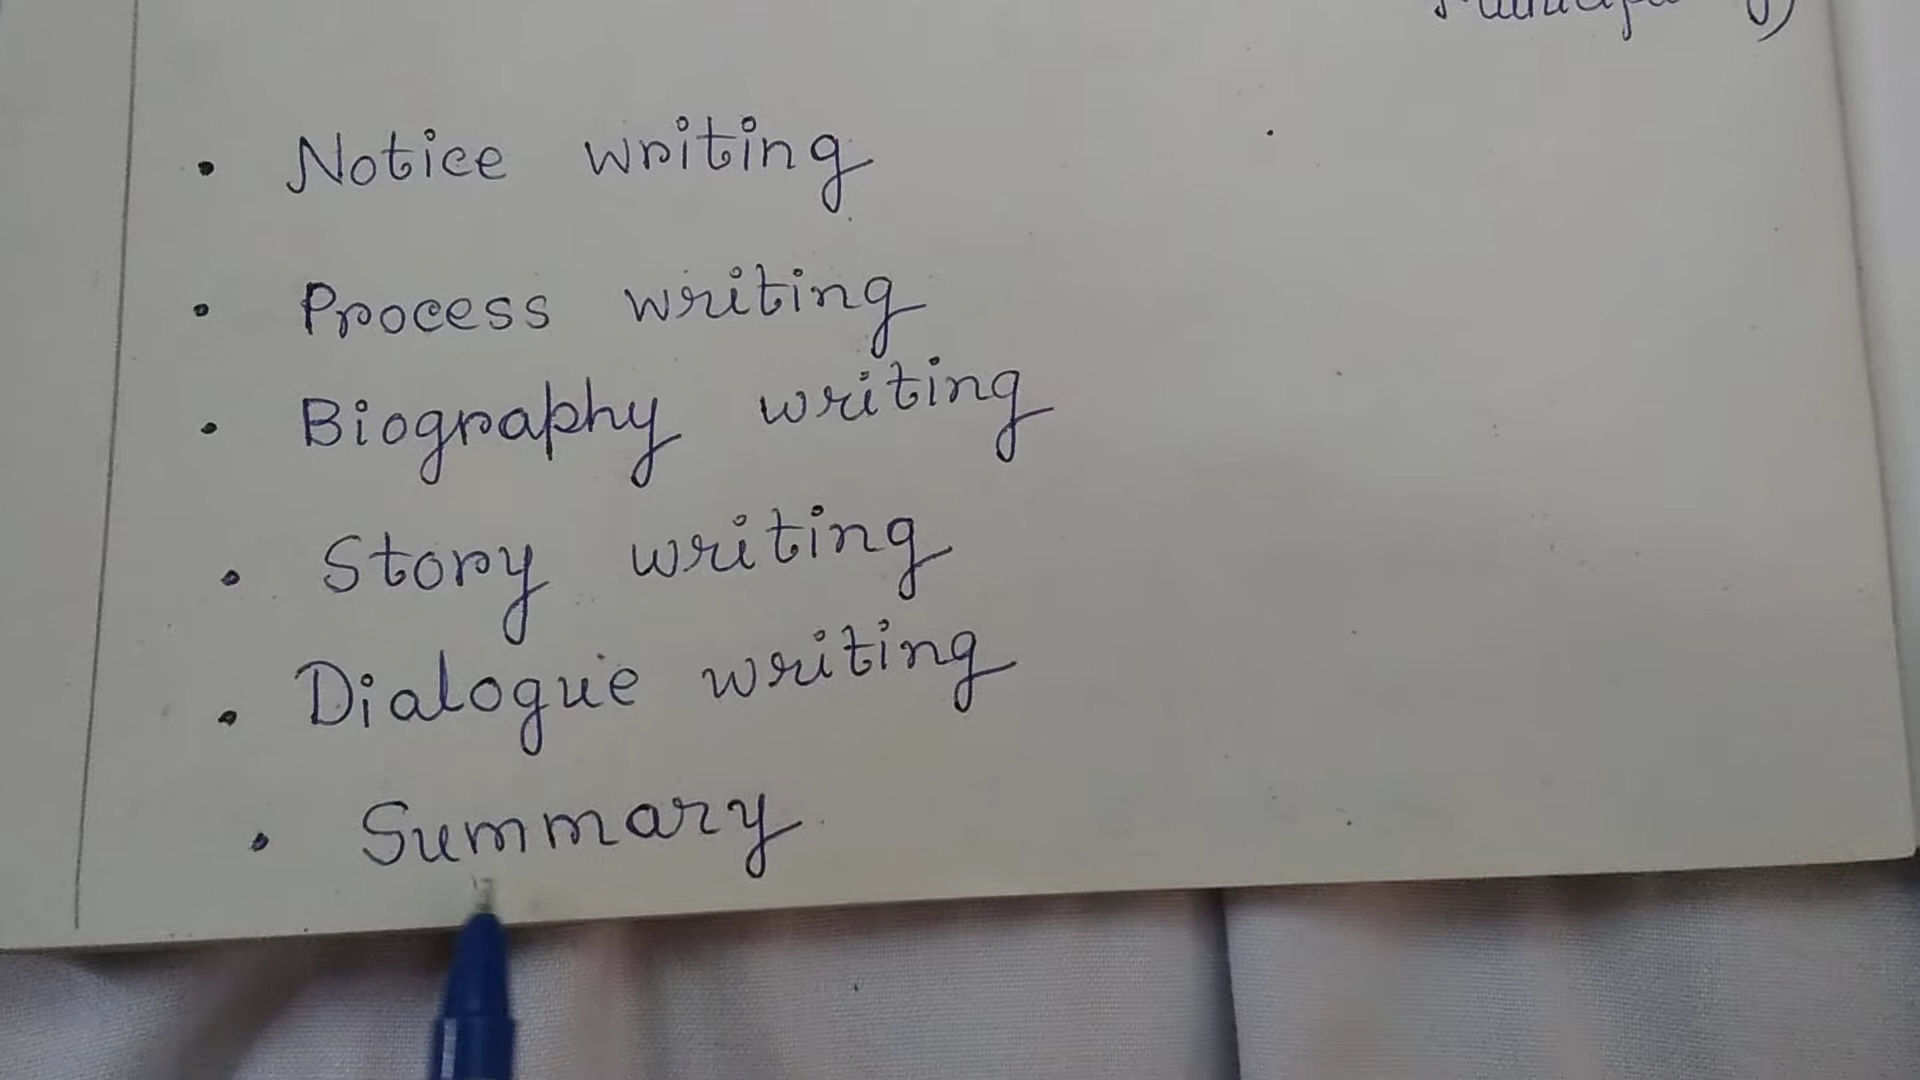 • Notice writing
• Process writing
• Biography writing
• Story writing
• Dialogue writing
• Summary